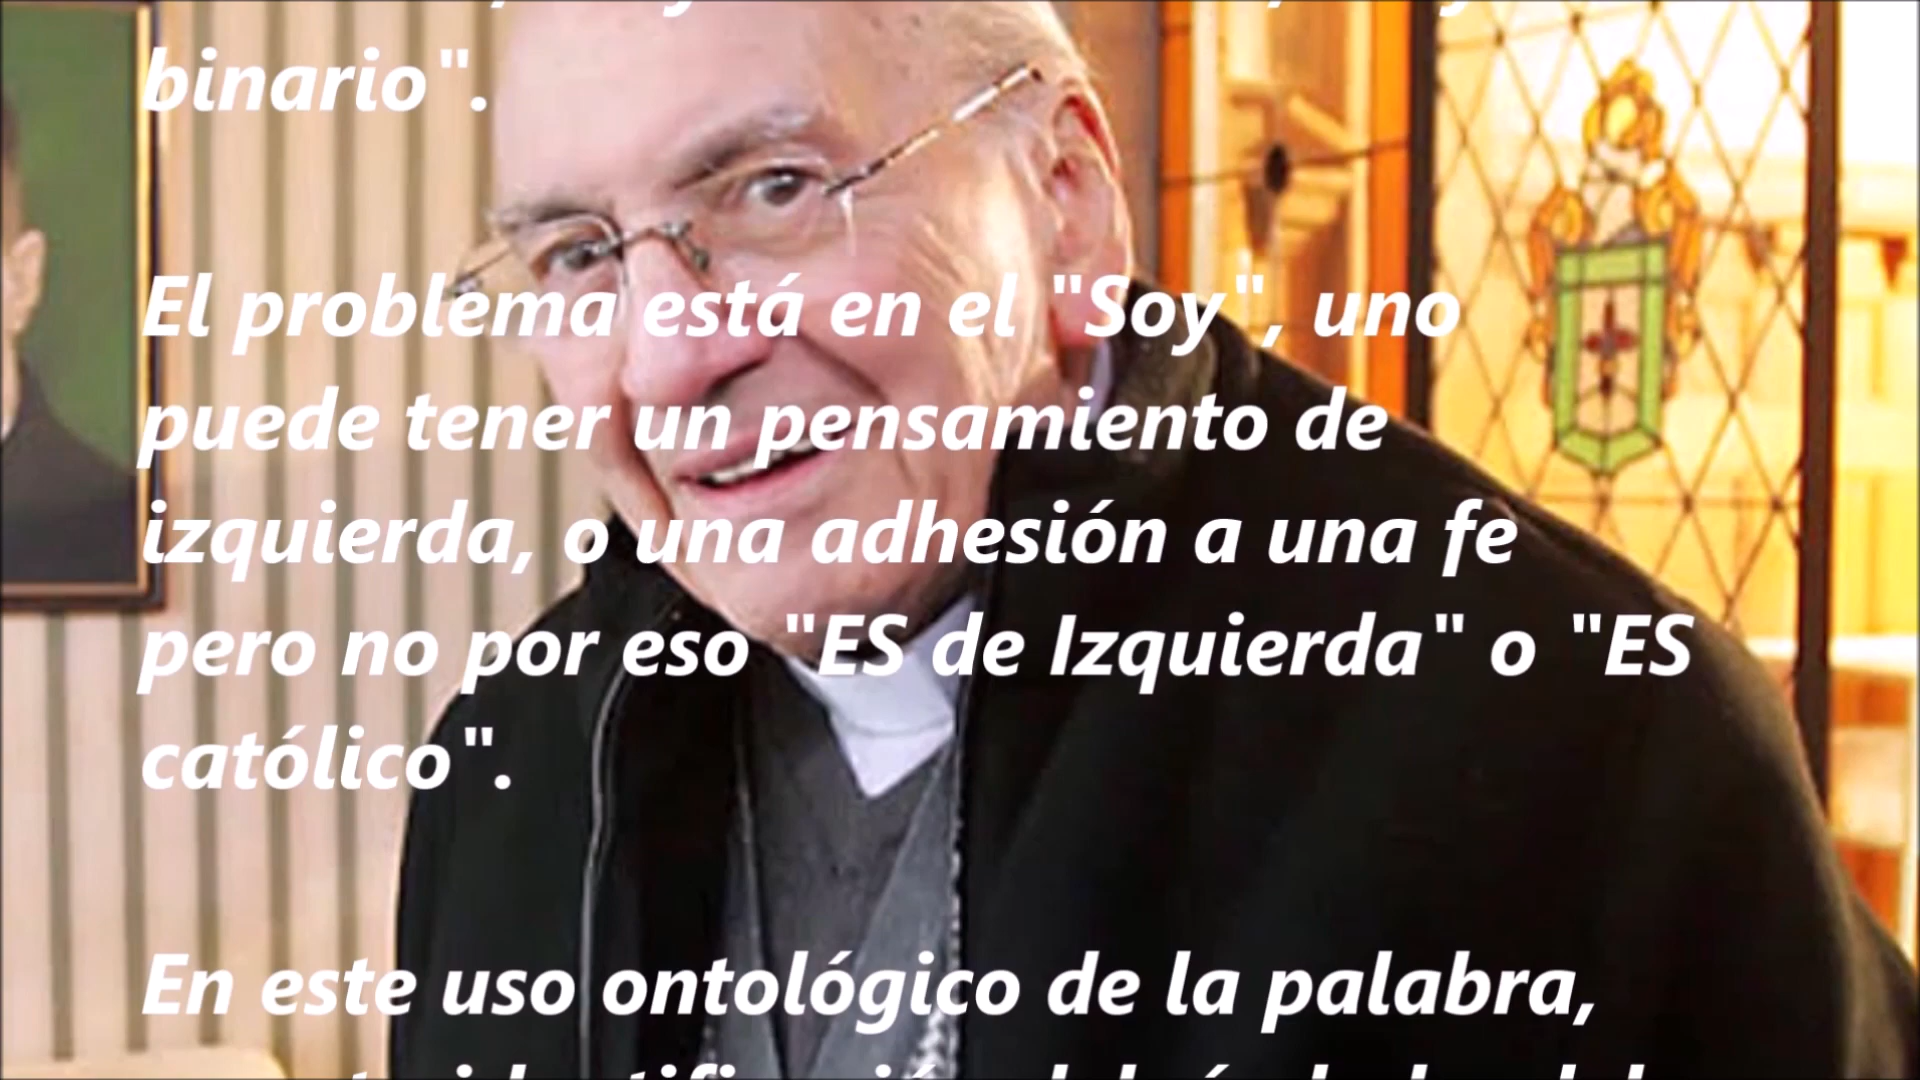 binario".
El problema está en el "Soy", uno
puede tener un pensamiento de
izquierda, o una adhesión a una fe
pero no por eso "ES de Izquierda" o "ES
católico".
En este uso ontológico de la palabra,